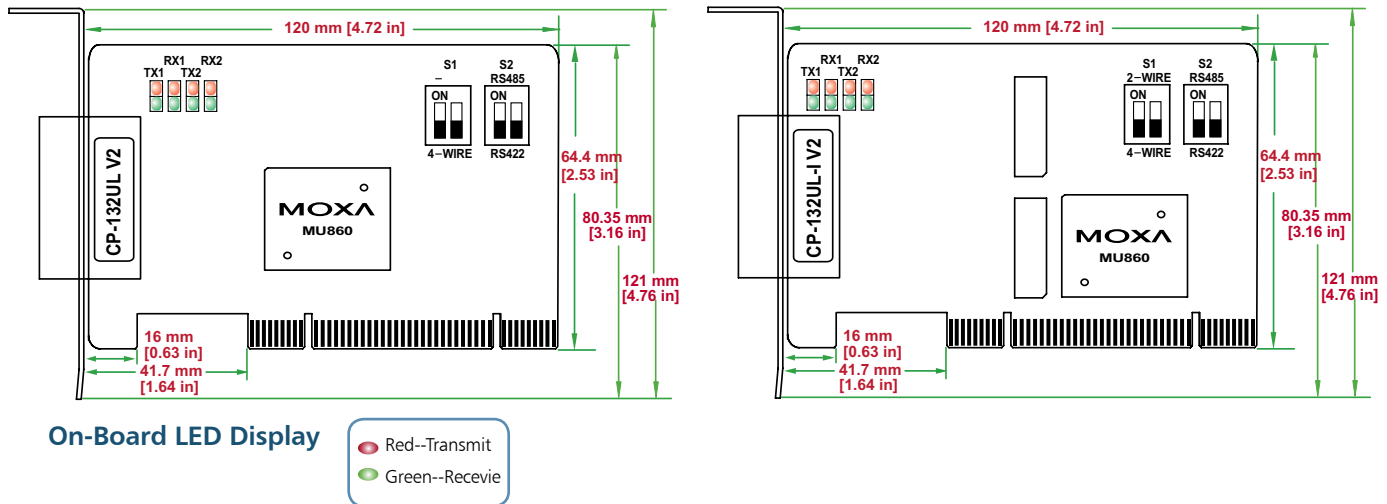 120 mm [4.72 in]
RX1 RX2
TX1 TX2
S1
–
ON
4–WIRE
S2
RS485
ON
RS422
CP-132UL V2
MOXA
MU860
64.4 mm
[2.53 in]
80.35 mm
[3.16 in]
121 mm
[4.76 in]
16 mm
[0.63 in]
41.7 mm
[1.64 in]
120 mm [4.72 in]
RX1 RX2
TX1 TX2
S1
2–WIRE
ON
4–WIRE
S2
RS485
ON
RS422
CP-132UL-I V2
MOXA
MU860
64.4 mm
[2.53 in]
80.35 mm
[3.16 in]
121 mm
[4.76 in]
16 mm
[0.63 in]
41.7 mm
[1.64 in]
On-Board LED Display
Red--Transmit
Green--Recevie